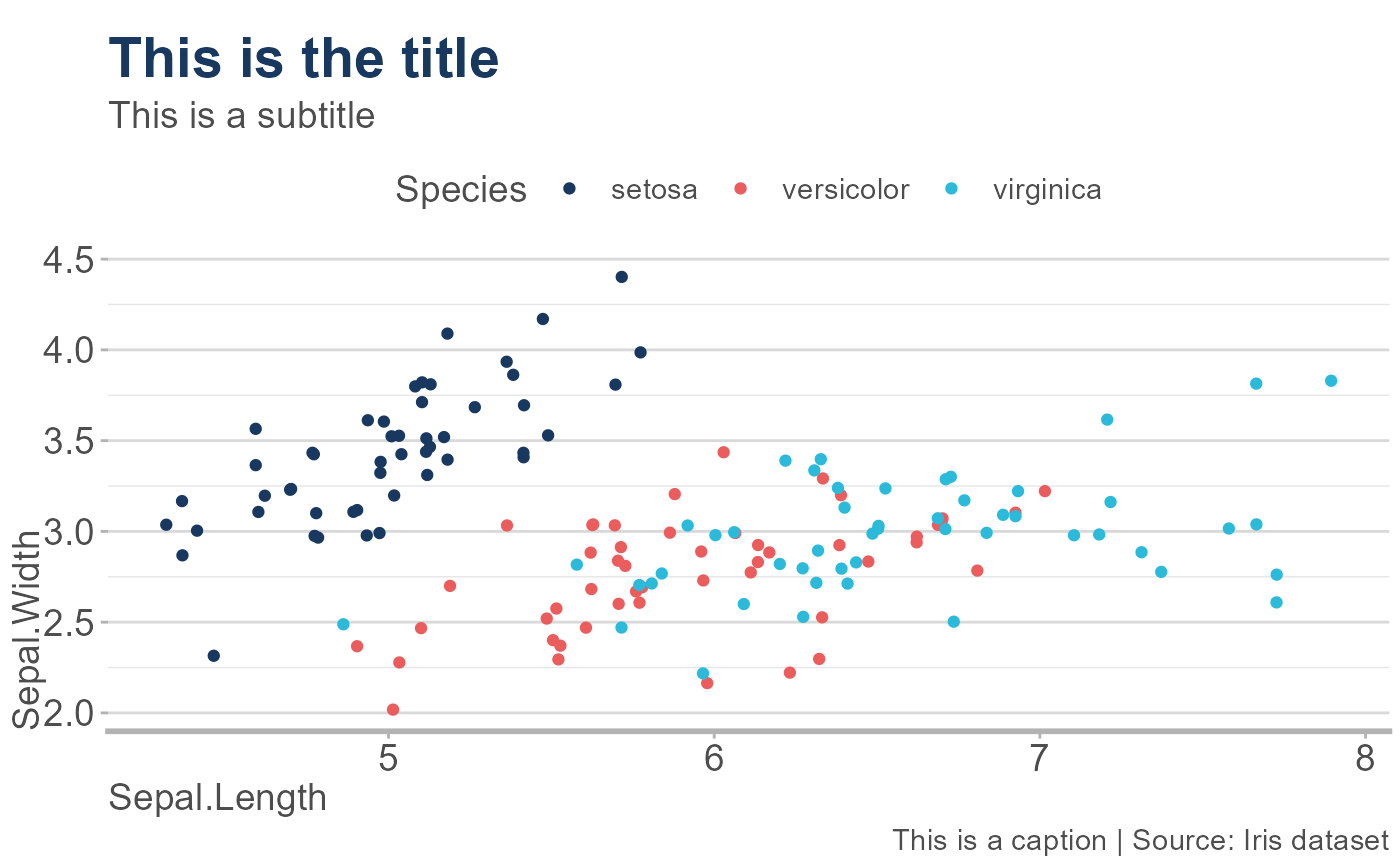 This is the title
This is a subtitle
Species setosa versicolor virginica
4.5
4.0
3.5
3.0
2.5
2.0
Sepal.Width
5 6 7 8
Sepal.Length
This is a caption | Source: Iris dataset